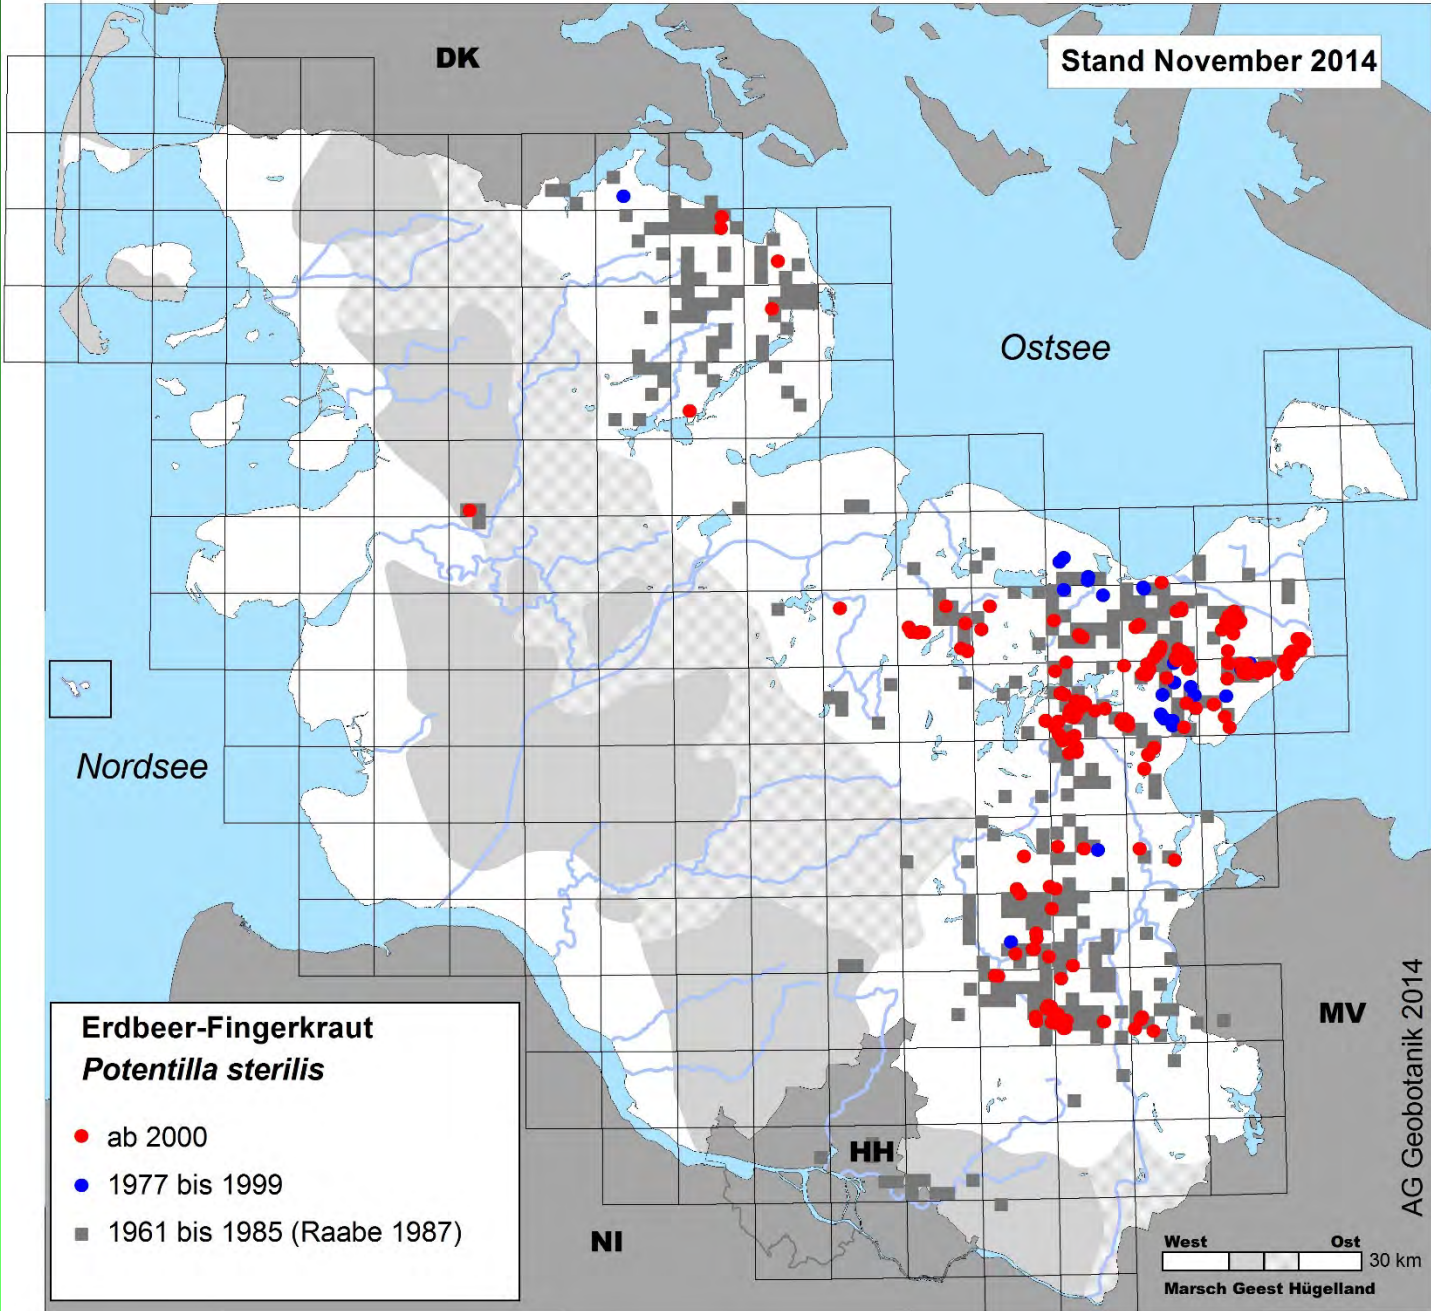 DK
Stand November 2014
Ostsee
Nordsee
Erdbeer-Fingerkraut
Potentilla sterilis
ab 2000
1977 bis 1999
1961 bis 1985 (Raabe 1987)
HH
NI
MV
AG Geobotanik 2014
West Ost
30 km
Marsch Geest Hügelland